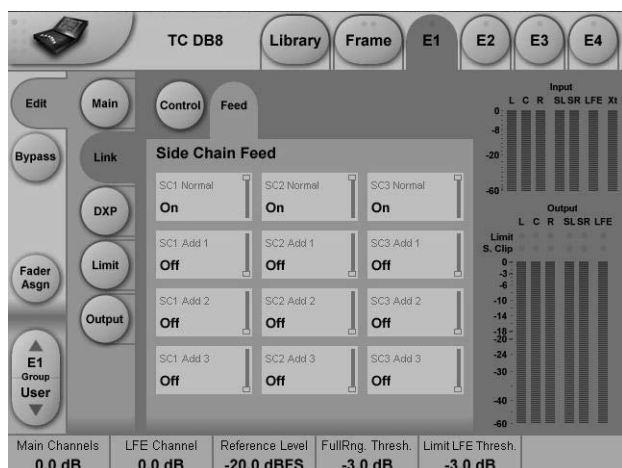 TC DB8
Library
Frame
E1
E2
E3
E4
Edit
Main
Control
Feed
Bypass
Link
Side Chain Feed
SC1 Normal
On
SC2 Normal
On
SC3 Normal
On
DXP
SC1 Add 1
Off
SC2 Add 1
Off
SC3 Add 1
Off
Fader
Asgn
Limit
SC1 Add 2
Off
SC2 Add 2
Off
SC3 Add 2
Off
Output
SC1 Add 3
Off
SC2 Add 3
Off
SC3 Add 3
Off
E1
Group
User
Input
L C R SL SR LFE Xt
0
-8
-20
-60
Output
L C R SL SR LFE
Limit
S. Clip
0
-3
-6
-10
-14
-18
-20
-24
-30
-40
-60
Main Channels
0.0 dB
LFE Channel
0.0 dB
Reference Level
-20.0 dBFS
FullRng. Thresh.
-3.0 dB
Limit LFE Thresh.
-3.0 dB